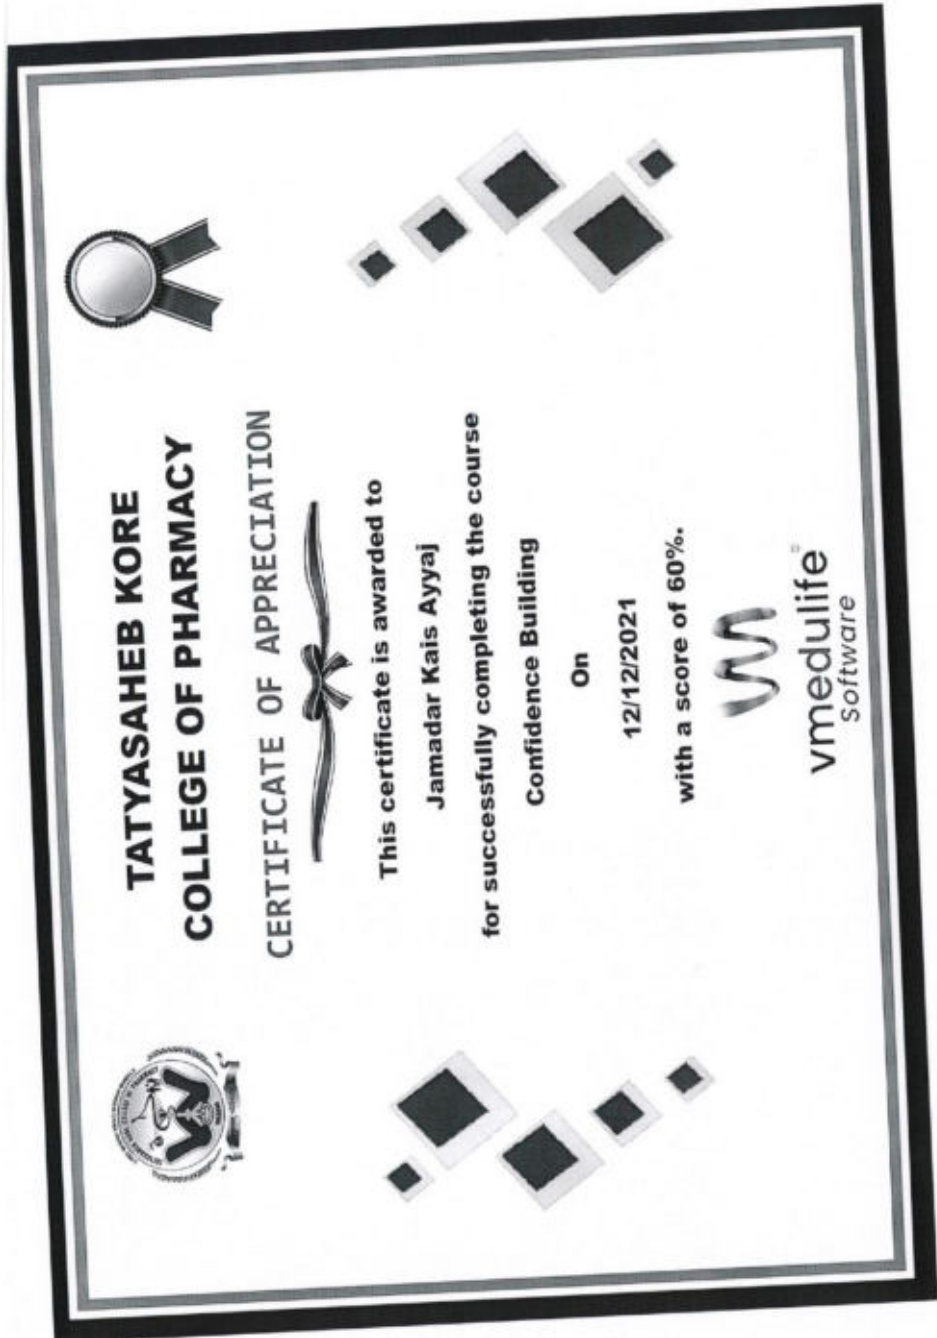 TATYASAHEB KORE
COLLEGE OF PHARMACY
CERTIFICATE OF APPRECIATION
This certificate is awarded to
Jamadar Kais Ayyaj
for successfully completing the course
Confidence Building
On
12/12/2021
with a score of 60%.
vmedulife
Software